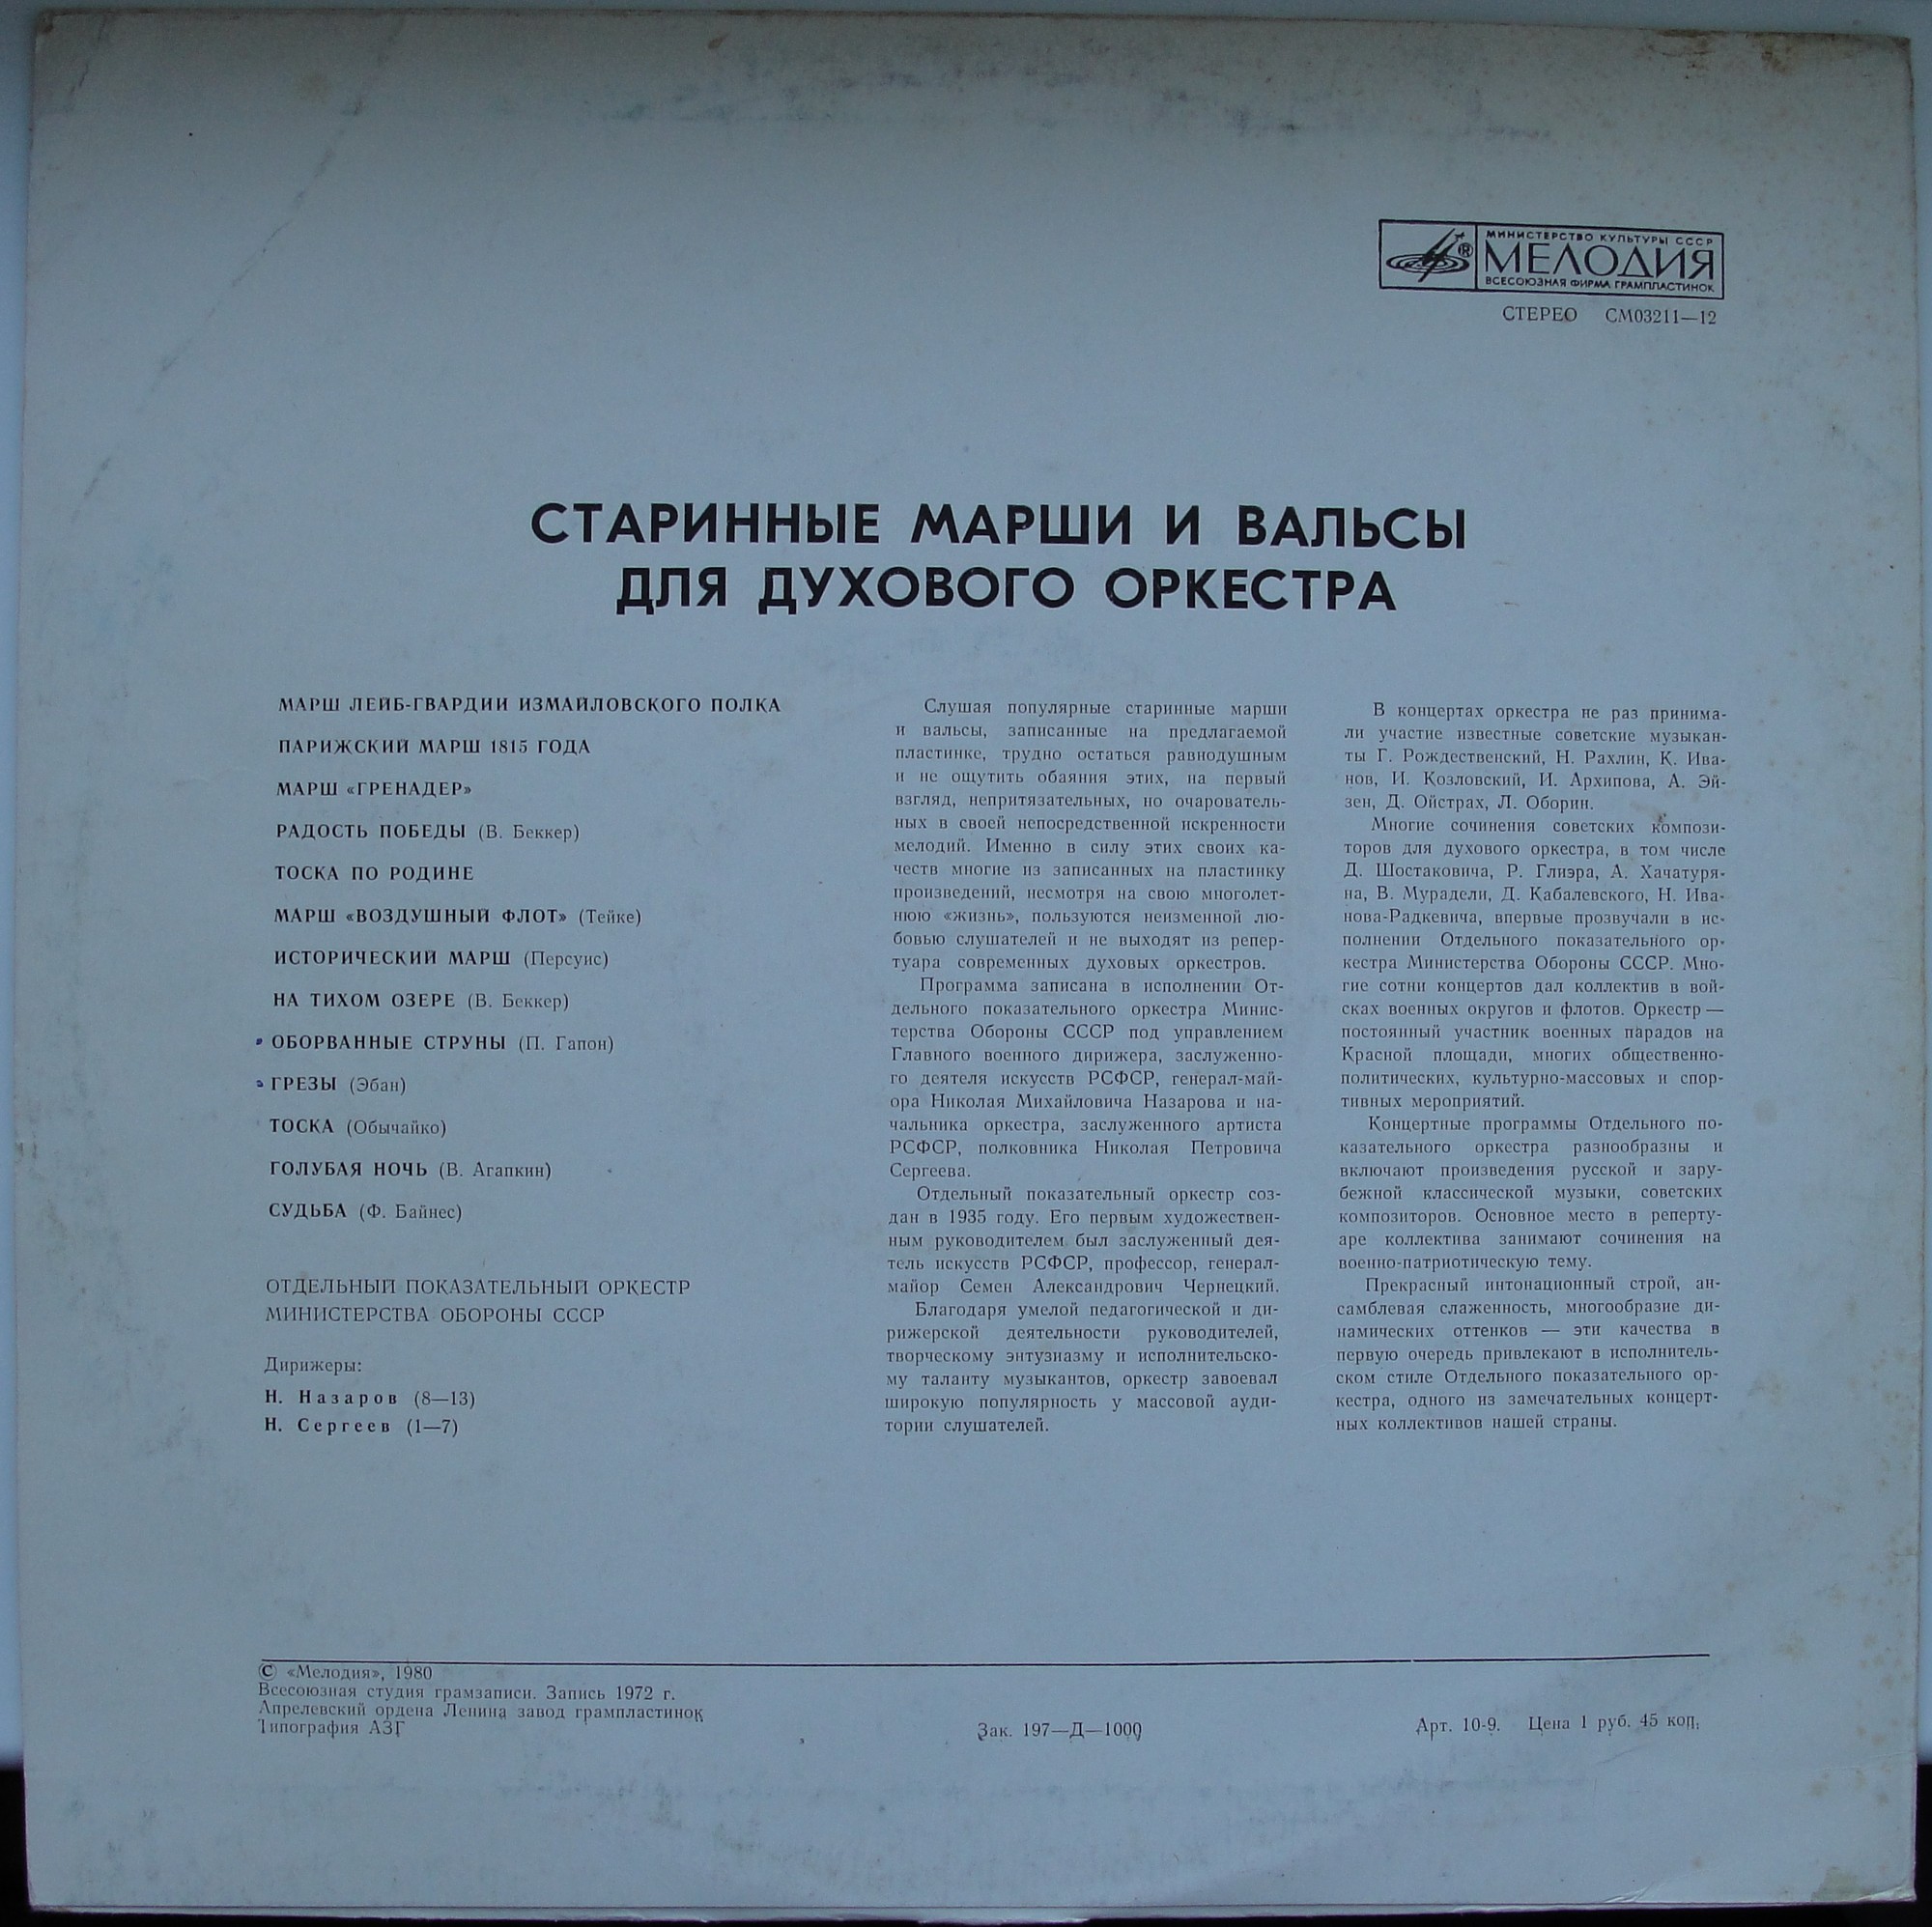 МИНИСТЕРСТВО КУЛЬТУРЫ СССР
МЕЛОДИЯ
ВСЕСОЮЗНАЯ ФИРМА ГРАМПЛАСТИНОК
СТЕРЕО СМ03211—12
СТАРИННЫЕ МАРШИ И ВАЛЬСЫ
ДЛЯ ДУХОВОГО ОРКЕСТРА
МАРШ ЛЕЙБ-ГВАРДИИ ИЗМАЙЛОВСКОГО ПОЛКА
ПАРИЖСКИЙ МАРШ 1815 ГОДА
МАРШ «ГРЕНАДЕР»
РАДОСТЬ ПОБЕДЫ (В. Беккер)
ТОСКА ПО РОДИНЕ
МАРШ «ВОЗДУШНЫЙ ФЛОТ» (Тейке)
ИСТОРИЧЕСКИЙ МАРШ (Персуис)
НА ТИХОМ ОЗЕРЕ (В. Беккер)
ОБОРВАННЫЕ СТРУНЫ (П. Гапон)
ГРЕЗЫ (Эбан)
ТОСКА (Обычайко)
ГОЛУБАЯ НОЧЬ (В. Агапкин)
СУДЬБА (Ф. Байнес)
ОТДЕЛЬНЫЙ ПОКАЗАТЕЛЬНЫЙ ОРКЕСТР
МИНИСТЕРСТВА ОБОРОНЫ СССР
Дирижеры:
Н. Назаров (8—13)
Н. Сергеев (1—7)
Слушая популярные старинные марши
и вальсы, записанные на предлагаемой
пластинке, трудно остаться равнодушным
и не ощутить обаяния этих, на первый
взгляд, непритязательных, но очарователь-
ных в своей непосредственной искренности
мелодий. Именно в силу этих своих ка-
честв многие из записанных на пластинку
произведений, несмотря на свою многолет-
нюю «жизнь», пользуются неизменной лю-
бовью слушателей и не выходят из репер-
туара современных духовых оркестров.
Программа записана в исполнении От-
дельного показательного оркестра Минис-
терства Обороны СССР под управлением
Главного военного дирижера, заслуженно-
го деятеля искусств РСФСР, генерал-май-
ора Николая Михайловича Назарова и на-
чальника оркестра, заслуженного артиста
РСФСР, полковника Николая Петровича
Сергеева.
Отдельный показательный оркестр соз-
дан в 1935 году. Его первым художествен-
ным руководителем был заслуженный дея-
тель искусств РСФСР, профессор, генерал-
майор Семен Александрович Чернецкий.
Благодаря умелой педагогической и ди-
рижерской деятельности руководителей,
творческому энтузиазму и исполнительско-
му таланту музыкантов, оркестр завоевал
широкую популярность у массовой ауди-
тории слушателей.
В концертах оркестра не раз принима-
ли участие известные советские музыкан-
ты Г. Рождественский, Н. Рахлин, К. Ива-
нов, И. Козловский, И. Архипова, А. Эй-
зен, Д. Ойстрах, Л. Оборин.
Многие сочинения советских компози-
торов для духового оркестра, в том числе
Д. Шостаковича, Р. Глиэра, А. Хачатуря-
на, В. Мурадели, Д. Кабалевского, Н. Ива-
нова-Радкевича, впервые прозвучали в ис-
полнении Отдельного показательного ор-
кестра Министерства Обороны СССР. Мно-
гие сотни концертов дал коллектив в вой-
сках военных округов и флотов. Оркестр —
постоянный участник военных парадов на
Красной площади, многих общественно-
политических, культурно-массовых и спор-
тивных мероприятий.
Концертные программы Отдельного по-
казательного оркестра разнообразны и
включают произведения русской и зару-
бежной классической музыки, советских
композиторов. Основное место в реперту-
аре коллектива занимают сочинения на
военно-патриотическую тему.
Прекрасный интонационный строй, ан-
самблевая слаженность, многообразие ди-
намических оттенков — эти качества в
первую очередь привлекают в исполнитель-
ском стиле Отдельного показательного ор-
кестра, одного из замечательных концерт-
ных коллективов нашей страны.
© «Мелодия», 1980
Всесоюзная студия грамзаписи. Запись 1972 г.
Апрелевский ордена Ленина завод грампластинок
Типография АЗГ
Зак. 197—Д—1000
Арт. 10-9. Цена 1 руб. 45 коп.